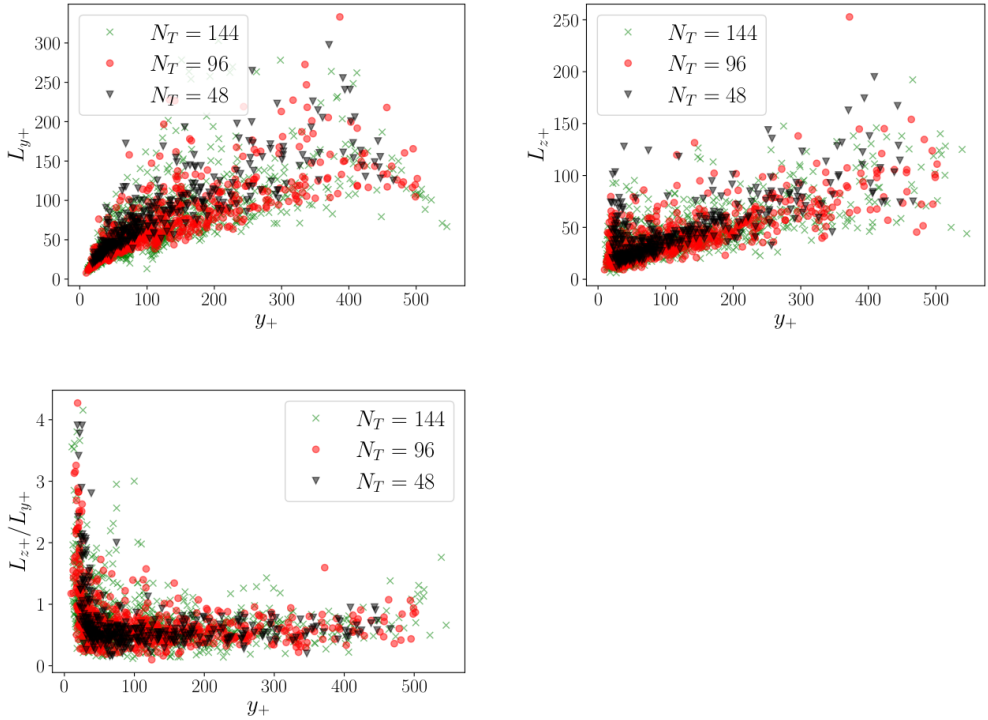 300
250
200
150
100
50
0
L_{y+}
N_T = 144
N_T = 96
N_T = 48
0 100 200 300 400 500
y_+
250
200
150
100
50
0
L_{z+}
N_T = 144
N_T = 96
N_T = 48
0 100 200 300 400 500
y_+
4
3
2
1
0
L_{z+}/L_{y+}
N_T = 144
N_T = 96
N_T = 48
0 100 200 300 400 500
y_+